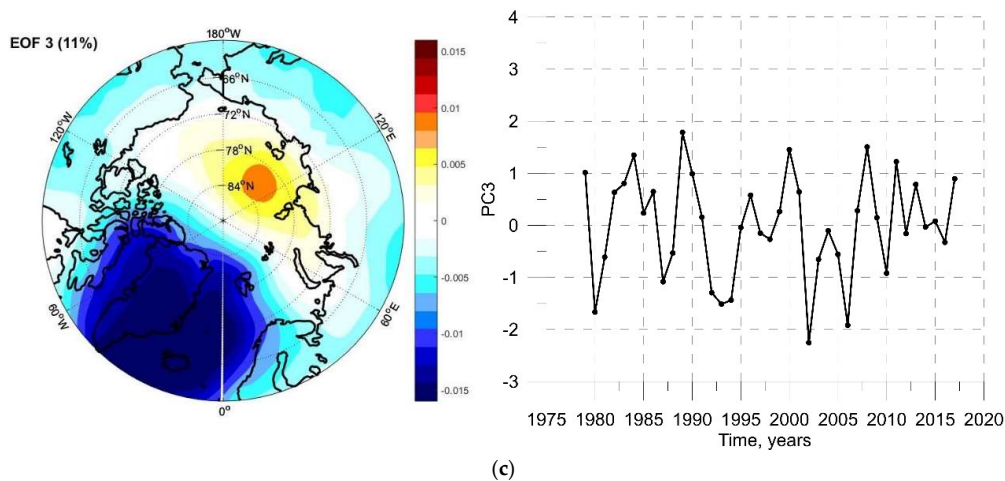 EOF 3 (11%)
180°W
66°N
72°N
78°N
84°N
120°W
120°E
60°W
60°E
0°
0.015
0.01
0.005
0
-0.005
-0.01
-0.015
4
3
2
1
0
-1
-2
-3
PC3
1975 1980 1985 1990 1995 2000 2005 2010 2015 2020
Time, years
(c)